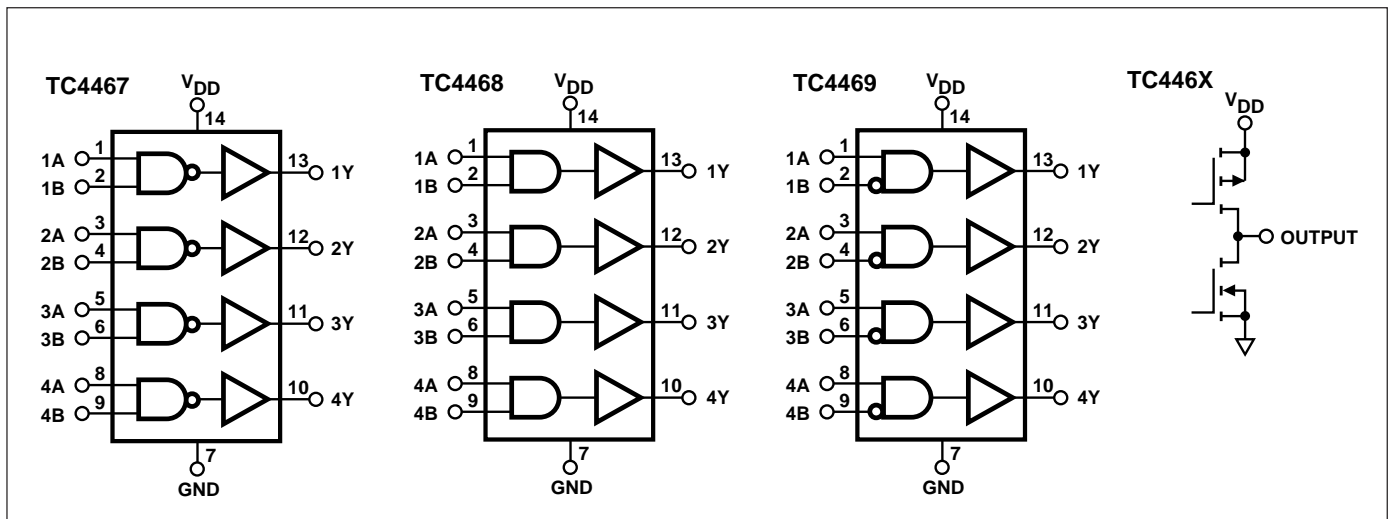 TC4467
VDD
14
1A
1
1B
2
13
1Y
2A
3
2B
4
12
2Y
3A
5
3B
6
11
3Y
4A
8
4B
9
10
4Y
7
GND
TC4468
VDD
14
1A
1
1B
2
13
1Y
2A
3
2B
4
12
2Y
3A
5
3B
6
11
3Y
4A
8
4B
9
10
4Y
7
GND
TC4469
VDD
14
1A
1
1B
2
13
1Y
2A
3
2B
4
12
2Y
3A
5
3B
6
11
3Y
4A
8
4B
9
10
4Y
7
GND
TC446X
VDD
OUTPUT